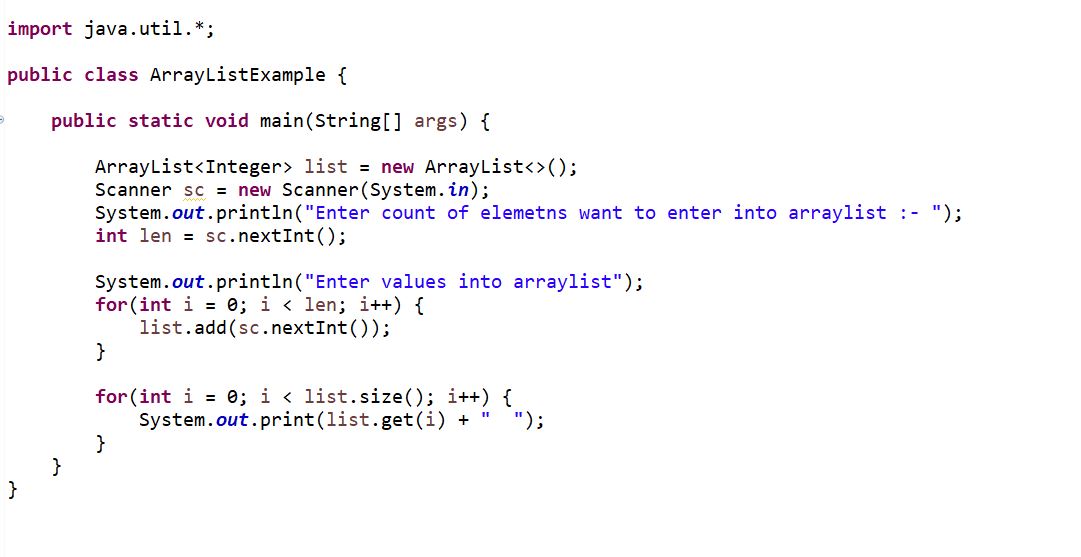 import java.util.*;
public class ArrayListExample {
public static void main(String[] args) {
ArrayList<Integer> list = new ArrayList<>();
Scanner sc = new Scanner(System.in);
System.out.println("Enter count of elemetns want to enter into arraylist :- ");
int len = sc.nextInt();
System.out.println("Enter values into arraylist");
for(int i = 0; i < len; i++) {
list.add(sc.nextInt());
}
for(int i = 0; i < list.size(); i++) {
System.out.print(list.get(i) + "  ");
}
}
}